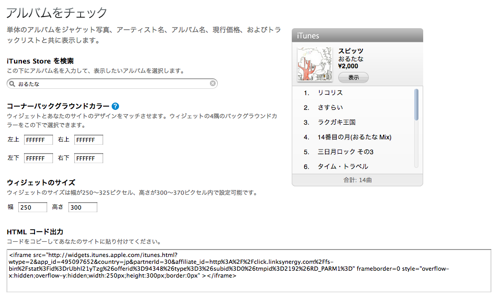 アルバムをチェック
単体のアルバムをジャケット写真、アーティスト名、アルバム名、現行価格、およびトラ
ックリストと共に表示します。
iTunes Store を検索
この下にアルバム名を入力して、表示したいアルバムを選択します。
おるたな
コーナーバックグラウンドカラー ?
ウィジェットとあなたのサイトのデザインをマッチさせます。ウィジェットの4隅のバックグラウンドカ
ラーをこの下で選択できます。
左上 FFFFFF 右上 FFFFFF
左下 FFFFFF 右下 FFFFFF
ウィジェットのサイズ
ウィジェットのサイズは幅が250〜325ピクセル、高さが300〜370ピクセル内で設定可能です。
幅 250 高さ 300
HTML コード出力
コードをコピーしてあなたのサイトに貼り付けてください。
<iframe src="http://widgets.itunes.apple.com/itunes.html?
wtype=2&app_id=495097652&country=jp&partnerid=30&affiliate_id=http%3A%2F%2Fclick.linksynergy.com%2Ffs-
bin%2Fstat%3Fid%3DrUbhl21yTzg%26offerid%3D94348%26type%3D3%26subid%3D0%26tmpid%3D2192%26RD_PARM1%3D" frameborder=0 style="overflow-
x:hidden;overflow-y:hidden;width:250px;height:300px;border:0px" ></iframe>
iTunes
スピッツ
おるたな
¥2,000
表示
1. リコリス
2. さすらい
3. ラクガキ王国
4. 14番目の月(おるたな Mix)
5. 三日月ロック その3
6. タイム・トラベル
合計: 14曲